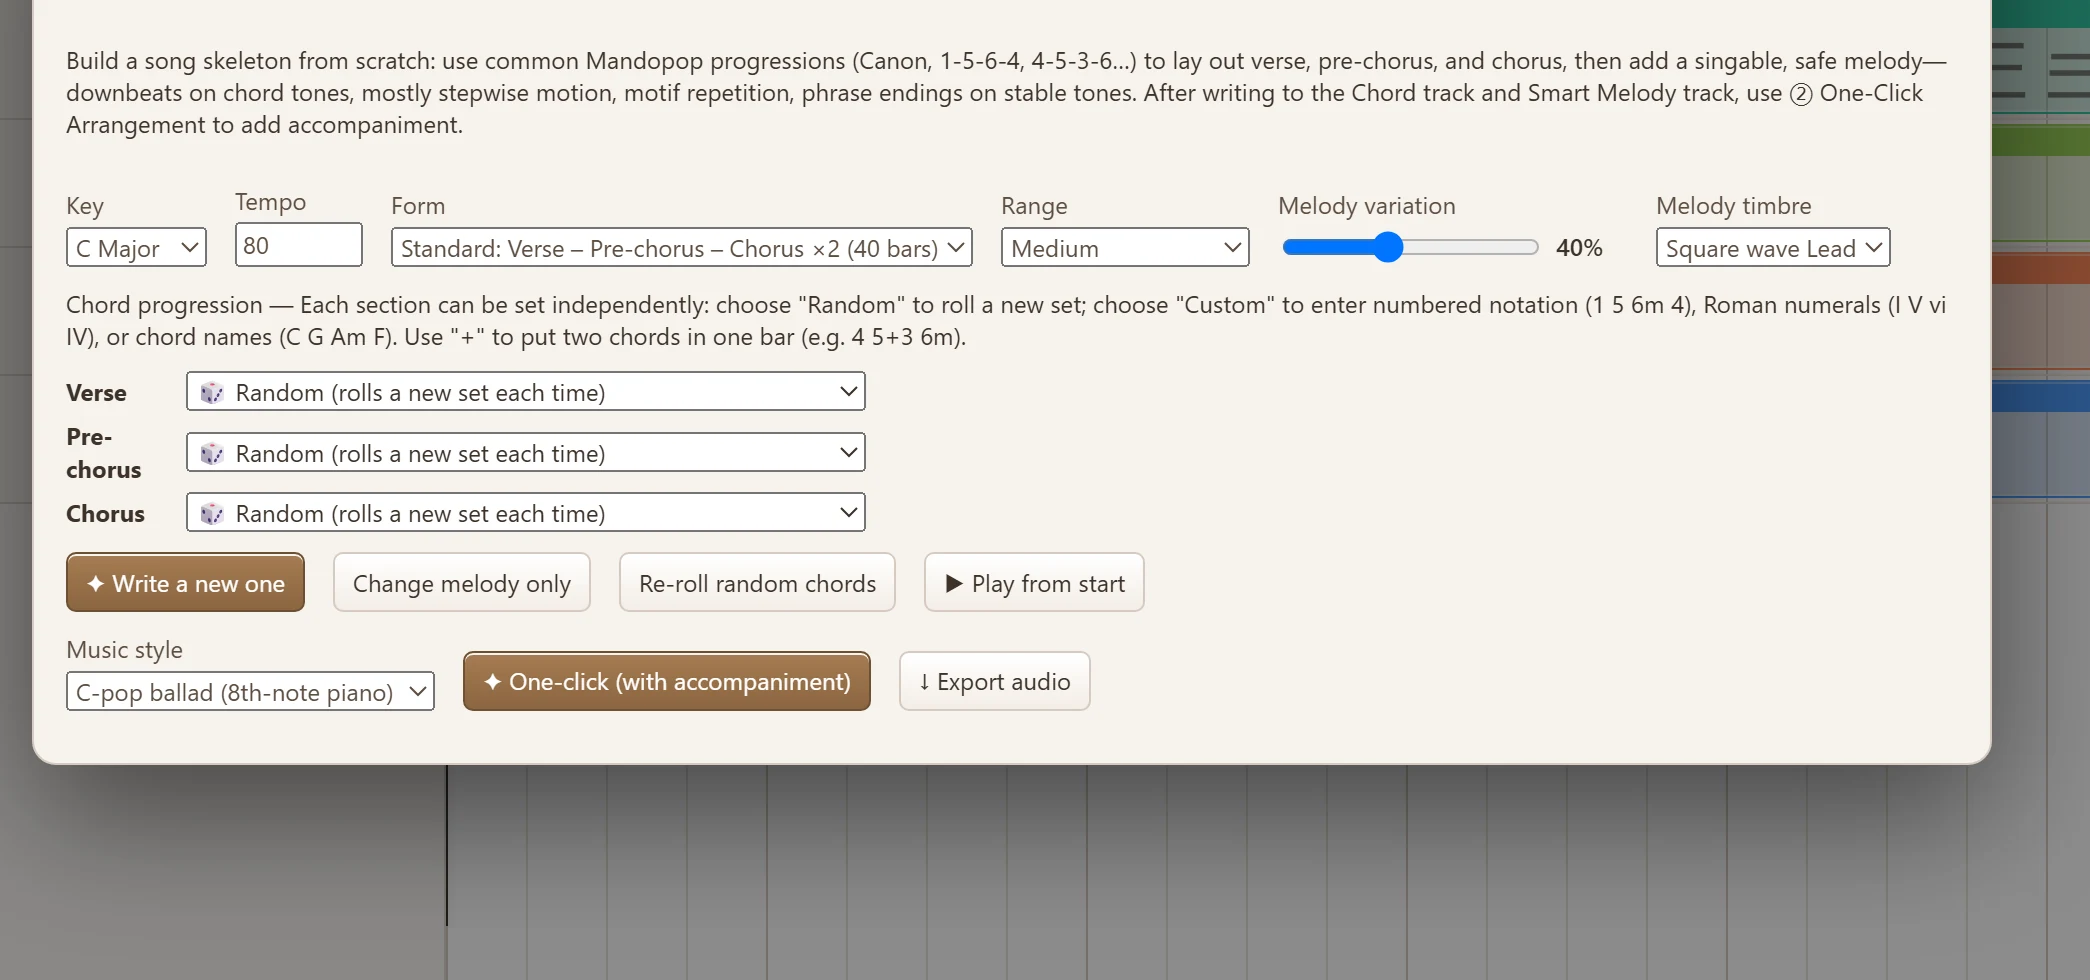 Build a song skeleton from scratch: use common Mandopop progressions (Canon, 1-5-6-4, 4-5-3-6...) to lay out verse, pre-chorus, and chorus, then add a singable, safe melody—
downbeats on chord tones, mostly stepwise motion, motif repetition, phrase endings on stable tones. After writing to the Chord track and Smart Melody track, use ② One-Click
Arrangement to add accompaniment.
Key
Tempo
Form
Range
Melody variation
Melody timbre
C Major
80
Standard: Verse – Pre-chorus – Chorus ×2 (40 bars)
Medium
40%
Square wave Lead
Chord progression — Each section can be set independently: choose "Random" to roll a new set; choose "Custom" to enter numbered notation (1 5 6m 4), Roman numerals (I V vi
IV), or chord names (C G Am F). Use "+" to put two chords in one bar (e.g. 4 5+3 6m).
Verse
Random (rolls a new set each time)
Pre-
chorus
Random (rolls a new set each time)
Chorus
Random (rolls a new set each time)
✦ Write a new one
Change melody only
Re-roll random chords
▶ Play from start
Music style
C-pop ballad (8th-note piano)
✦ One-click (with accompaniment)
↓ Export audio